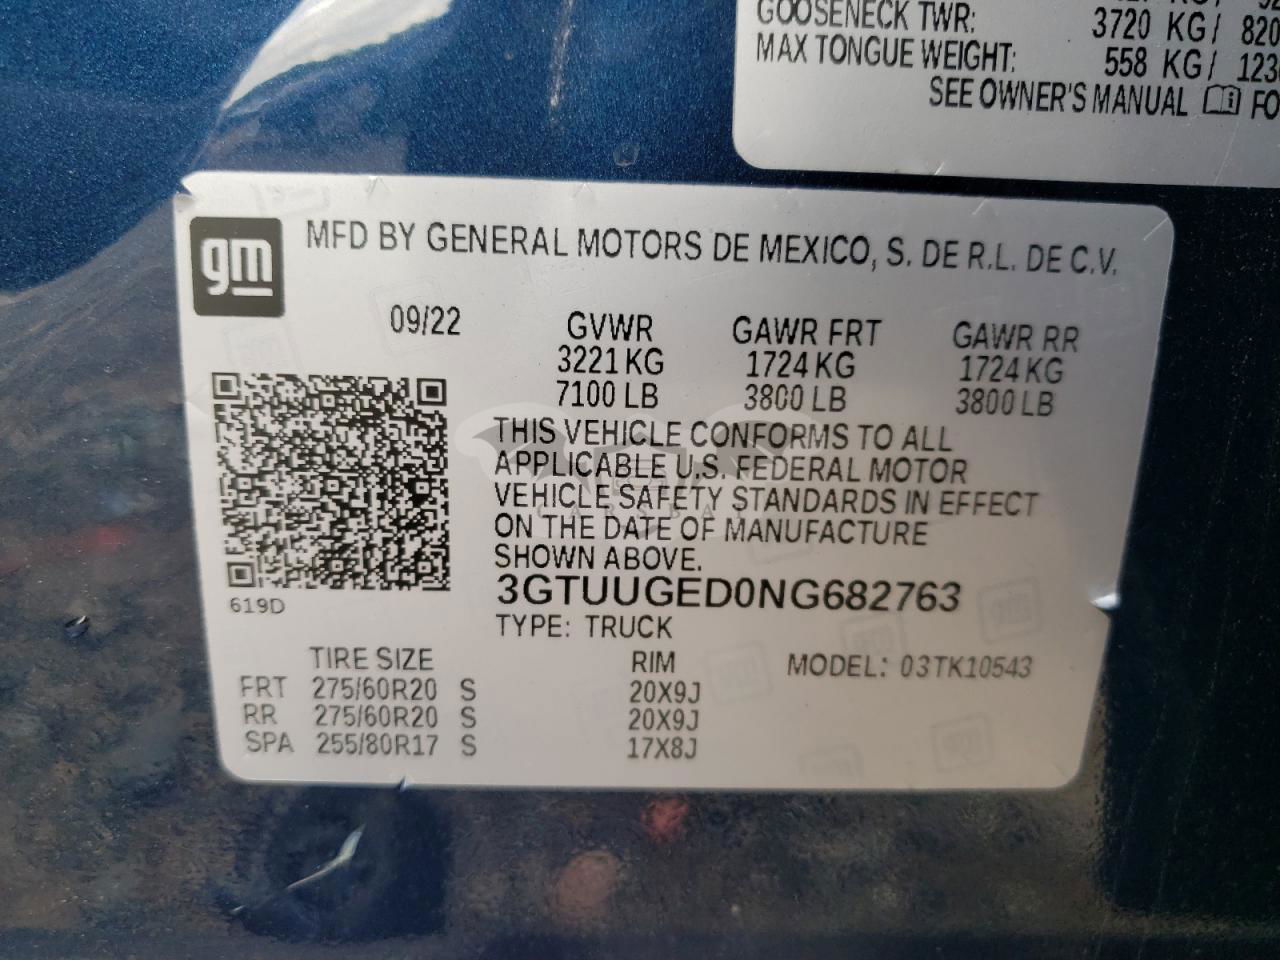 GOOSENECK TWR: 3720 KG/ 820
MAX TONGUE WEIGHT: 558 KG/ 123
SEE OWNER'S MANUAL FO
gm
MFD BY GENERAL MOTORS DE MEXICO, S. DE R.L. DE C.V.
09/22 GVWR GAWR FRT GAWR RR
3221 KG 1724 KG 1724 KG
7100 LB 3800 LB 3800 LB
THIS VEHICLE CONFORMS TO ALL
APPLICABLE U.S. FEDERAL MOTOR
VEHICLE SAFETY STANDARDS IN EFFECT
ON THE DATE OF MANUFACTURE
SHOWN ABOVE.
3GTUUGED0NG682763
619D
TYPE: TRUCK
TIRE SIZE RIM MODEL: 03TK10543
FRT 275/60R20 S 20X9J
RR 275/60R20 S 20X9J
SPA 255/80R17 S 17X8J